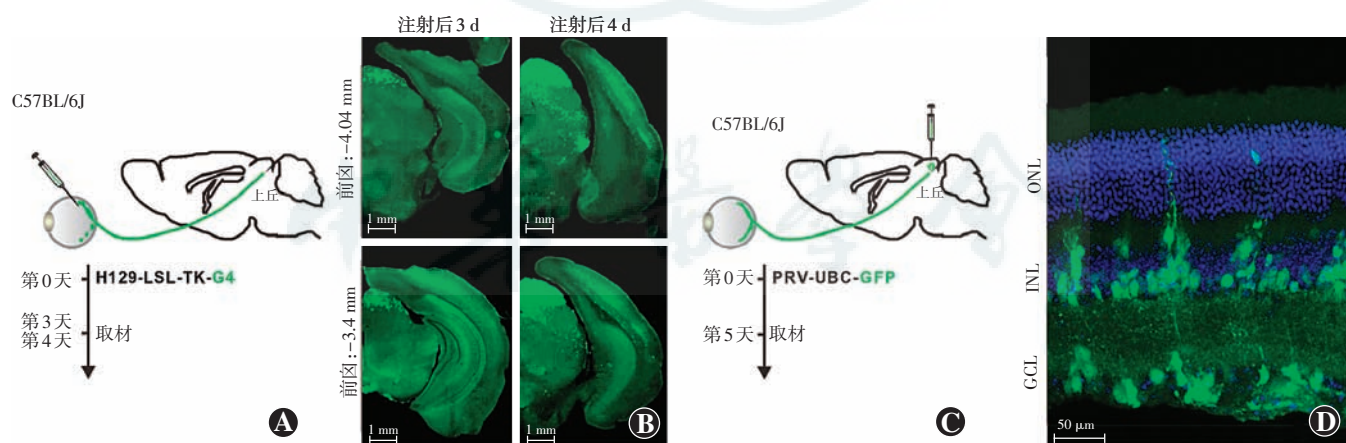 注射后3 d
注射后4 d
C57BL/6J
上丘
第0天
H129-LSL-TK-G4
第3天
第4天
取材
A
前囟:-4.04 mm
前囟:-3.4 mm
1 mm
1 mm
1 mm
1 mm
B
C57BL/6J
上丘
第0天
PRV-UBC-GFP
第5天
取材
C
ONL
INL
GCL
50 μm
D